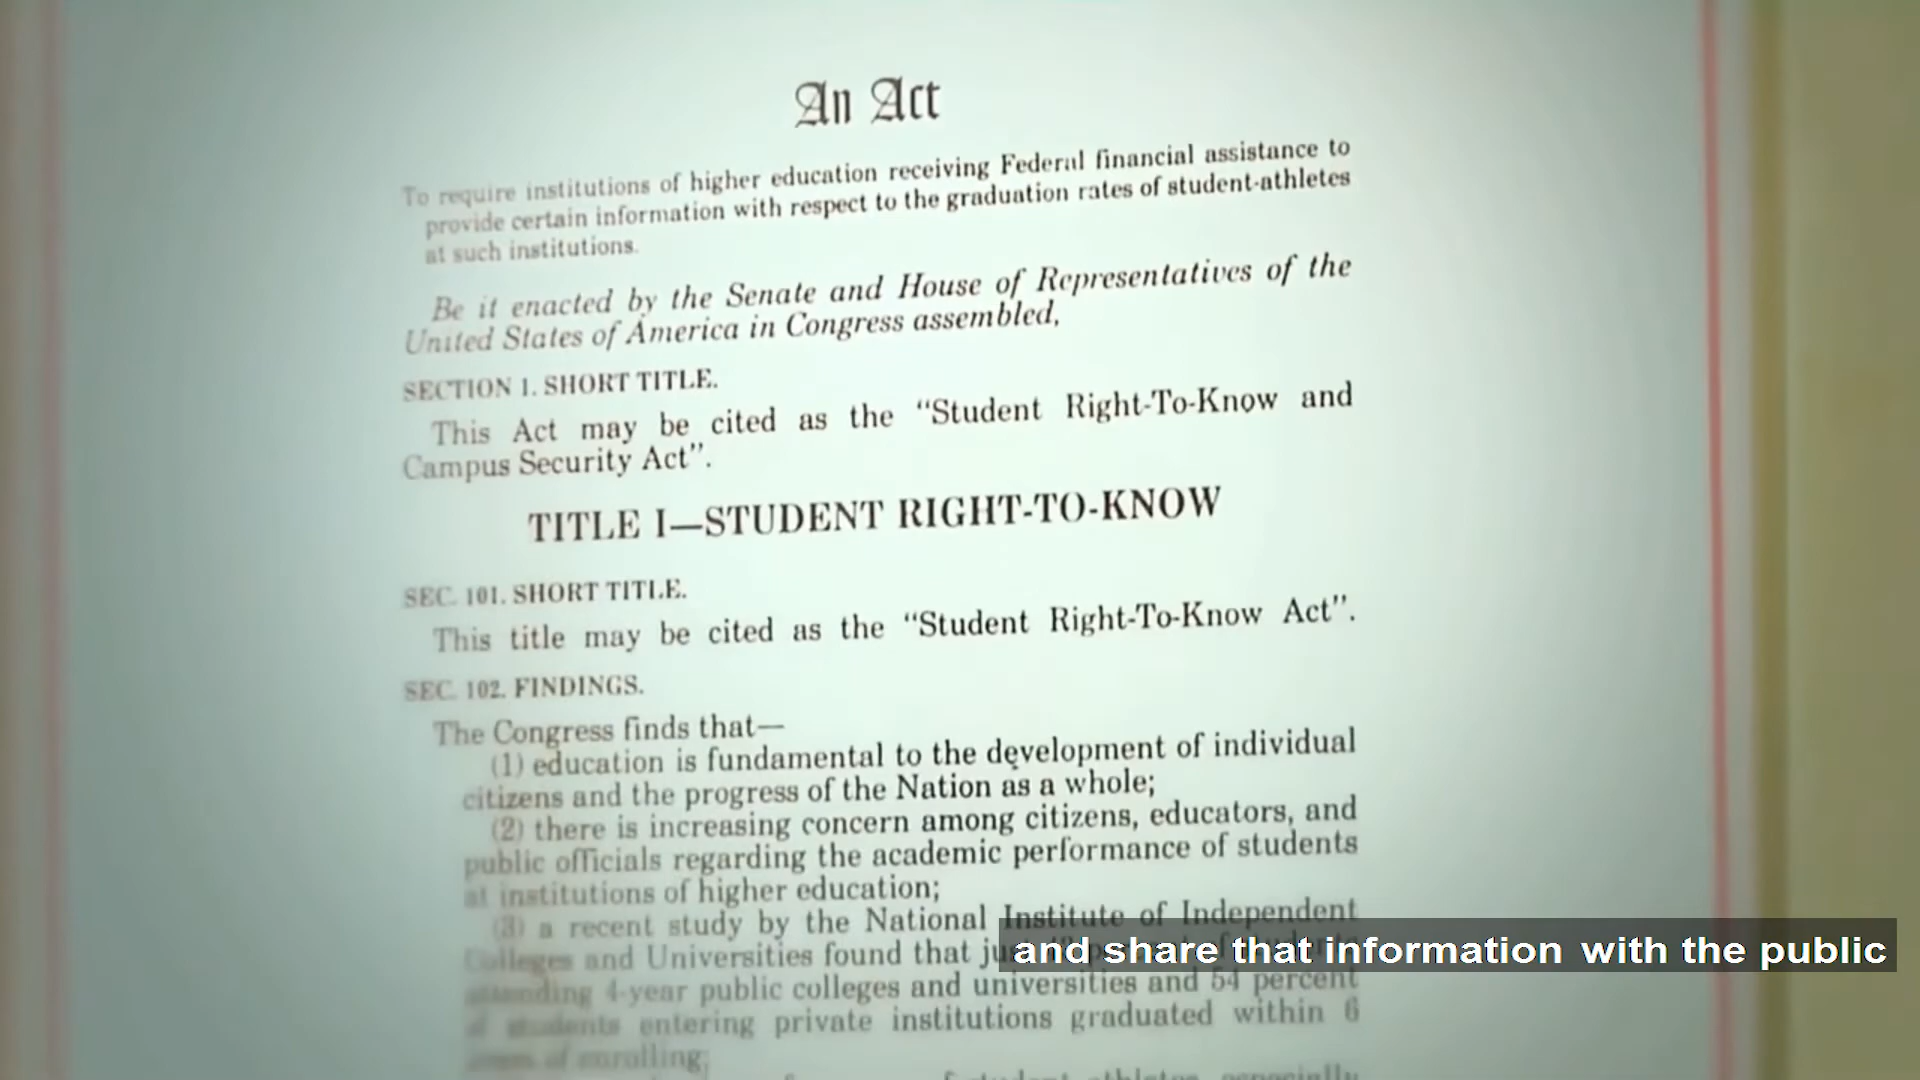 An Act
To require institutions of higher education receiving Federal financial assistance to
provide certain information with respect to the graduation rates of student-athletes
at such institutions.
Be it enacted by the Senate and House of Representatives of the
United States of America in Congress assembled,
SECTION 1. SHORT TITLE.
This Act may be cited as the “Student Right-To-Know and
Campus Security Act”.
TITLE I—STUDENT RIGHT-TO-KNOW
SEC. 101. SHORT TITLE.
This title may be cited as the “Student Right-To-Know Act”.
SEC. 102. FINDINGS.
The Congress finds that—
(1) education is fundamental to the development of individual
citizens and the progress of the Nation as a whole;
(2) there is increasing concern among citizens, educators, and
public officials regarding the academic performance of students
at institutions of higher education;
(3) a recent study by the National Institute of Independent
Colleges and Universities found that
and share that information with the public
attending 4-year public colleges and universities and 54 percent
of students entering private institutions graduated within 6
of enrolling;